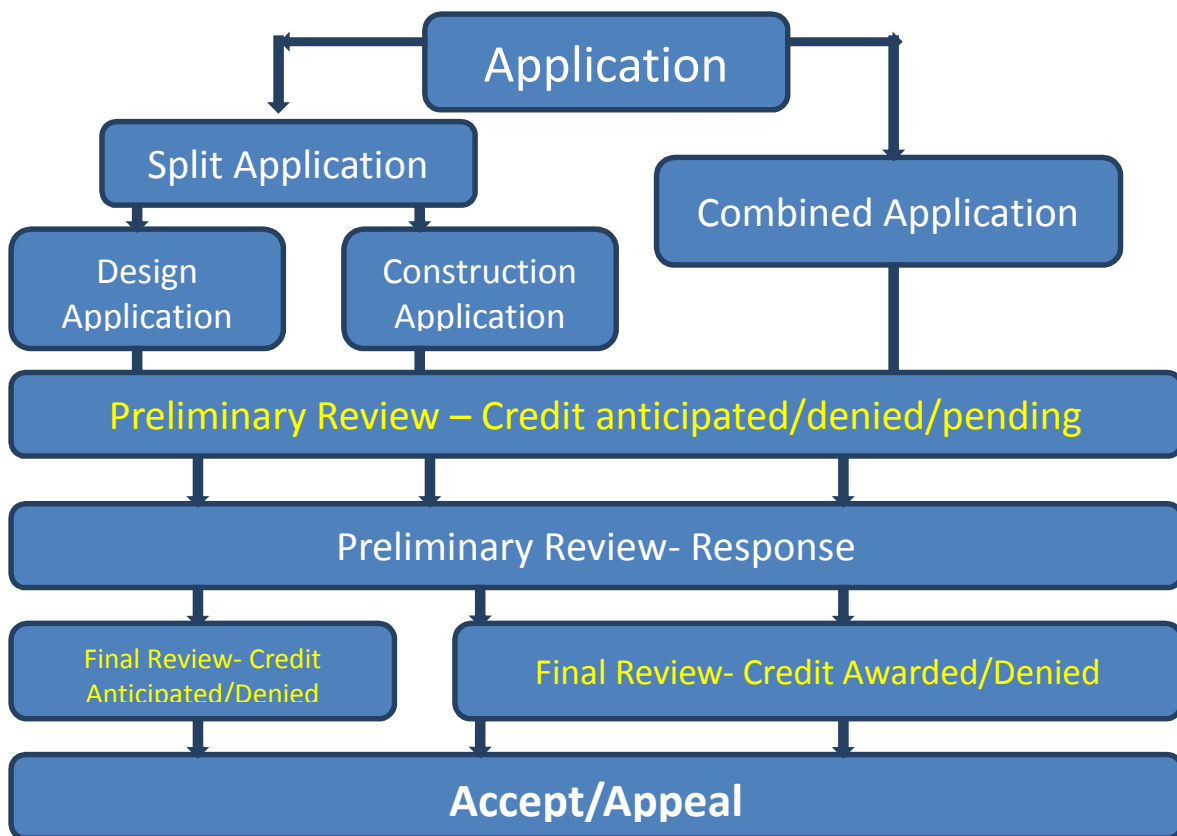 Application
Split Application
Combined Application
Design
Application
Construction
Application
Preliminary Review – Credit anticipated/denied/pending
Preliminary Review- Response
Final Review- Credit
Anticipated/Denied
Final Review- Credit Awarded/Denied
Accept/Appeal